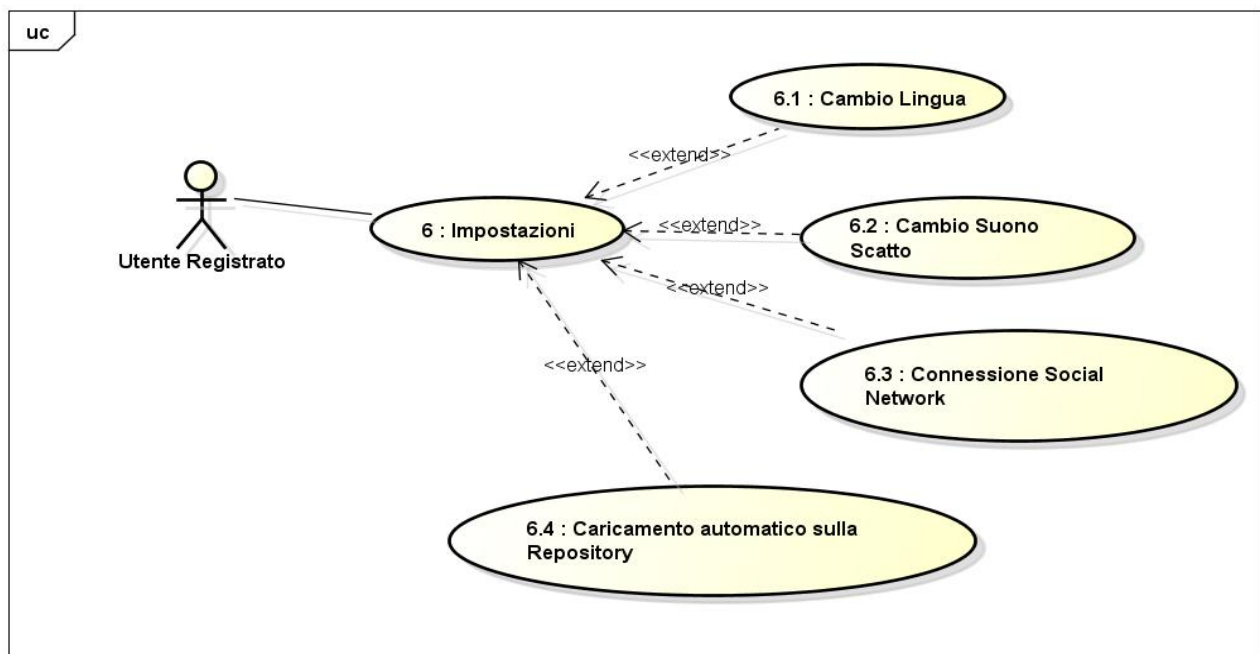 uc
6.1 : Cambio Lingua
<<extend>>
Utente Registrato
6 : Impostazioni
<<extend>>
6.2 : Cambio Suono
Scatto
<<extend>>
6.3 : Connessione Social
Network
<<extend>>
6.4 : Caricamento automatico sulla
Repository